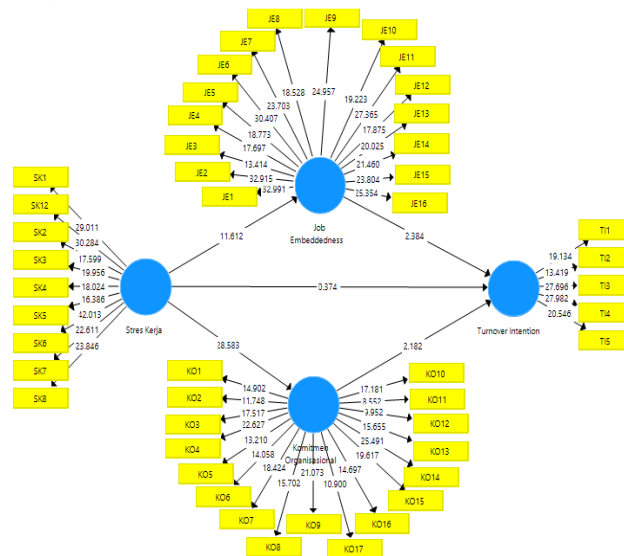 JE8
JE9
JE7
JE10
JE6
JE11
JE5
JE12
JE4
JE13
JE3
JE14
JE2
JE15
JE1
JE16
18.528
24.957
23.703
19.223
30.407
27.365
18.773
17.875
17.697
20.025
13.414
21.460
32.915
23.804
32.991
25.354
Job
Embeddedness
SK1
SK12
SK2
SK3
SK4
SK5
SK6
SK7
SK8
29.011
30.284
17.599
19.956
18.024
16.386
42.013
22.611
23.846
Stres Kerja
11.612
2.384
0.374
28.583
2.182
TI1
TI2
TI3
TI4
TI5
19.134
13.419
27.696
27.982
20.546
Turnover Intention
KO1
KO2
KO3
KO4
KO5
KO6
KO7
KO8
KO9
KO10
KO11
KO12
KO13
KO14
KO15
KO16
KO17
14.902
11.748
17.517
22.627
13.210
14.058
18.424
15.702
21.073
17.181
8.552
9.952
15.655
25.491
19.617
14.697
10.900
Komitmen
Organisasional